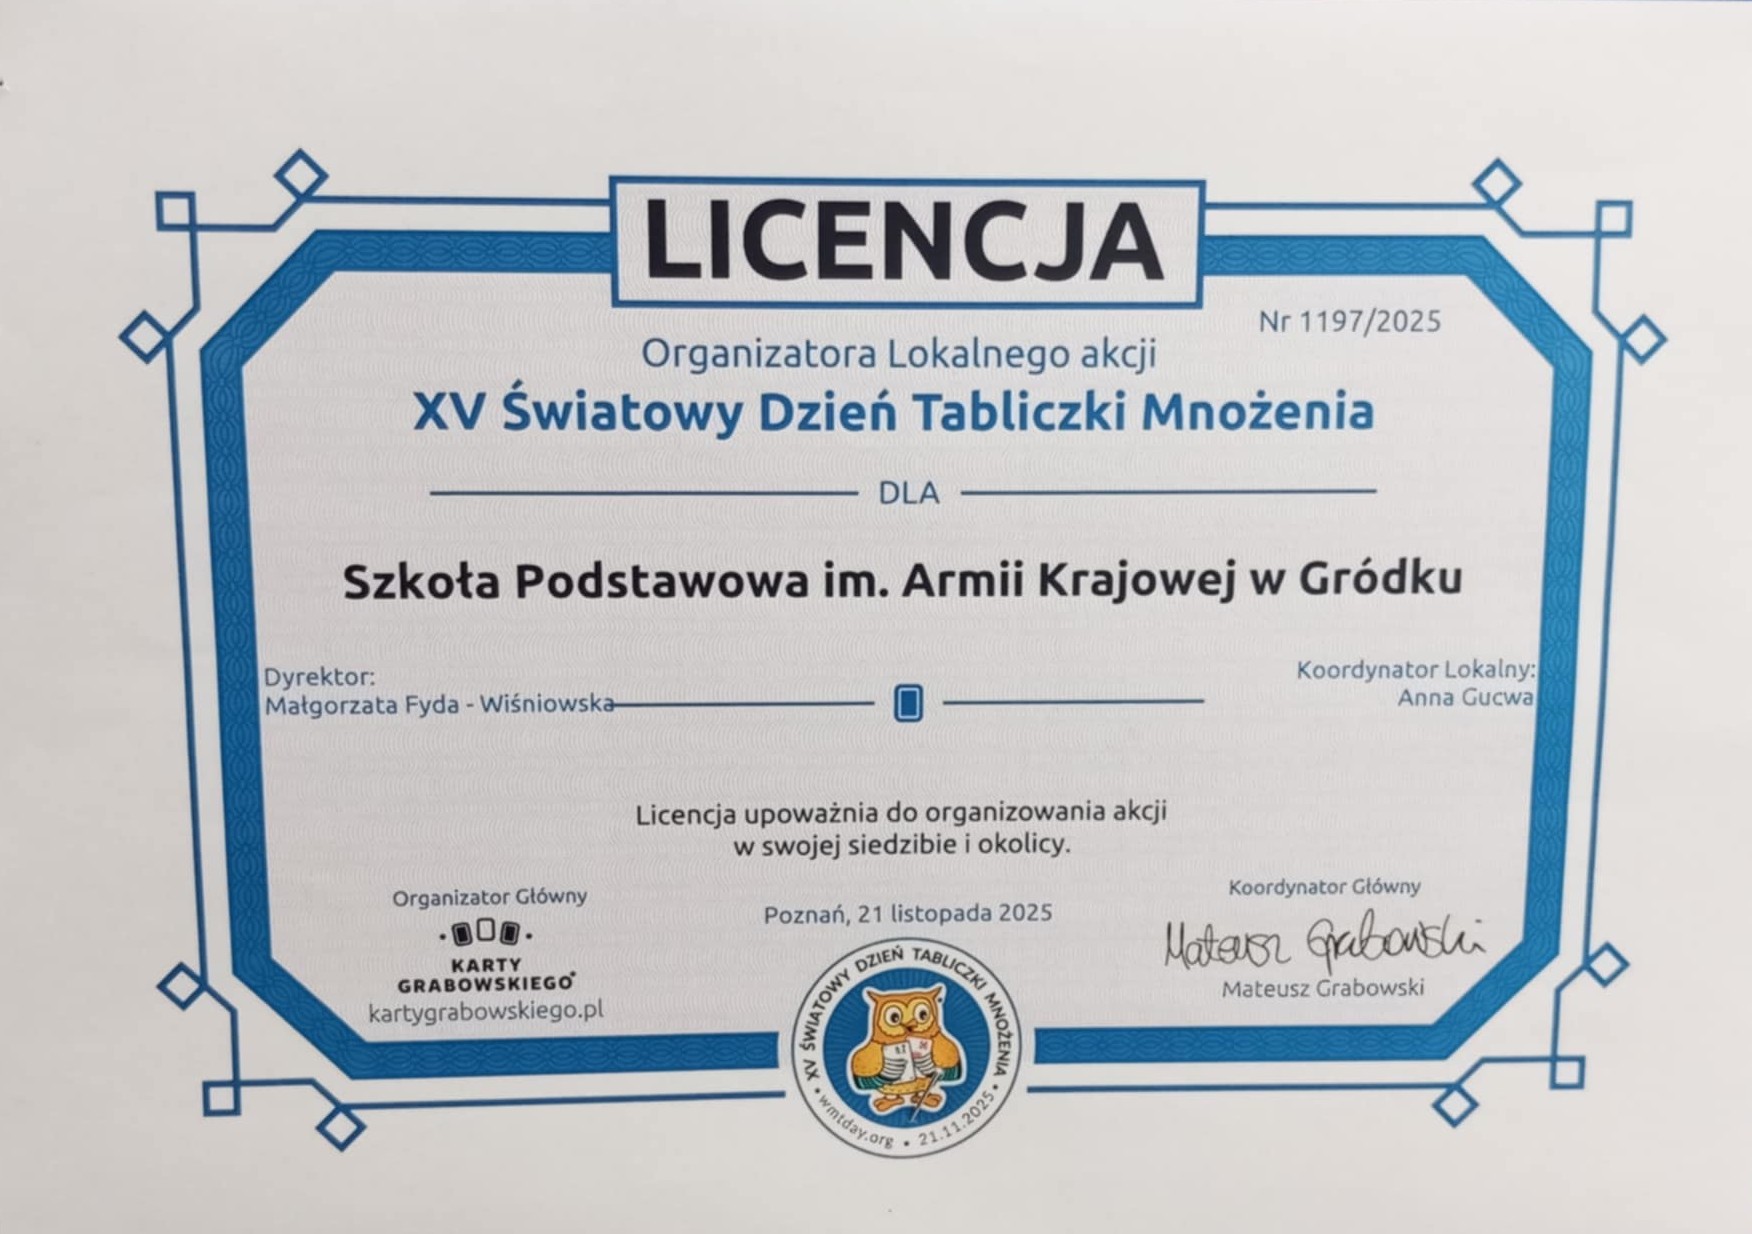 LICENCJA
Nr 1197/2025
Organizatora Lokalnego akcji
XV Światowy Dzień Tabliczki Mnożenia
DLA
Szkoła Podstawowa im. Armii Krajowej w Gródku
Dyrektor:
Małgorzata Fyda - Wiśniowska
Koordynator Lokalny:
Anna Gucwa
Licencja upoważnia do organizowania akcji
w swojej siedzibie i okolicy.
Organizator Główny
KARTY
GRABOWSKIEGO
kartygrabowskiego.pl
Poznań, 21 listopada 2025
XV ŚWIATOWY DZIEŃ TABLICZKI MNOŻENIA
wmtday.org • 21.11.2025
Koordynator Główny
Mateusz Grabowski
Mateusz Grabowski